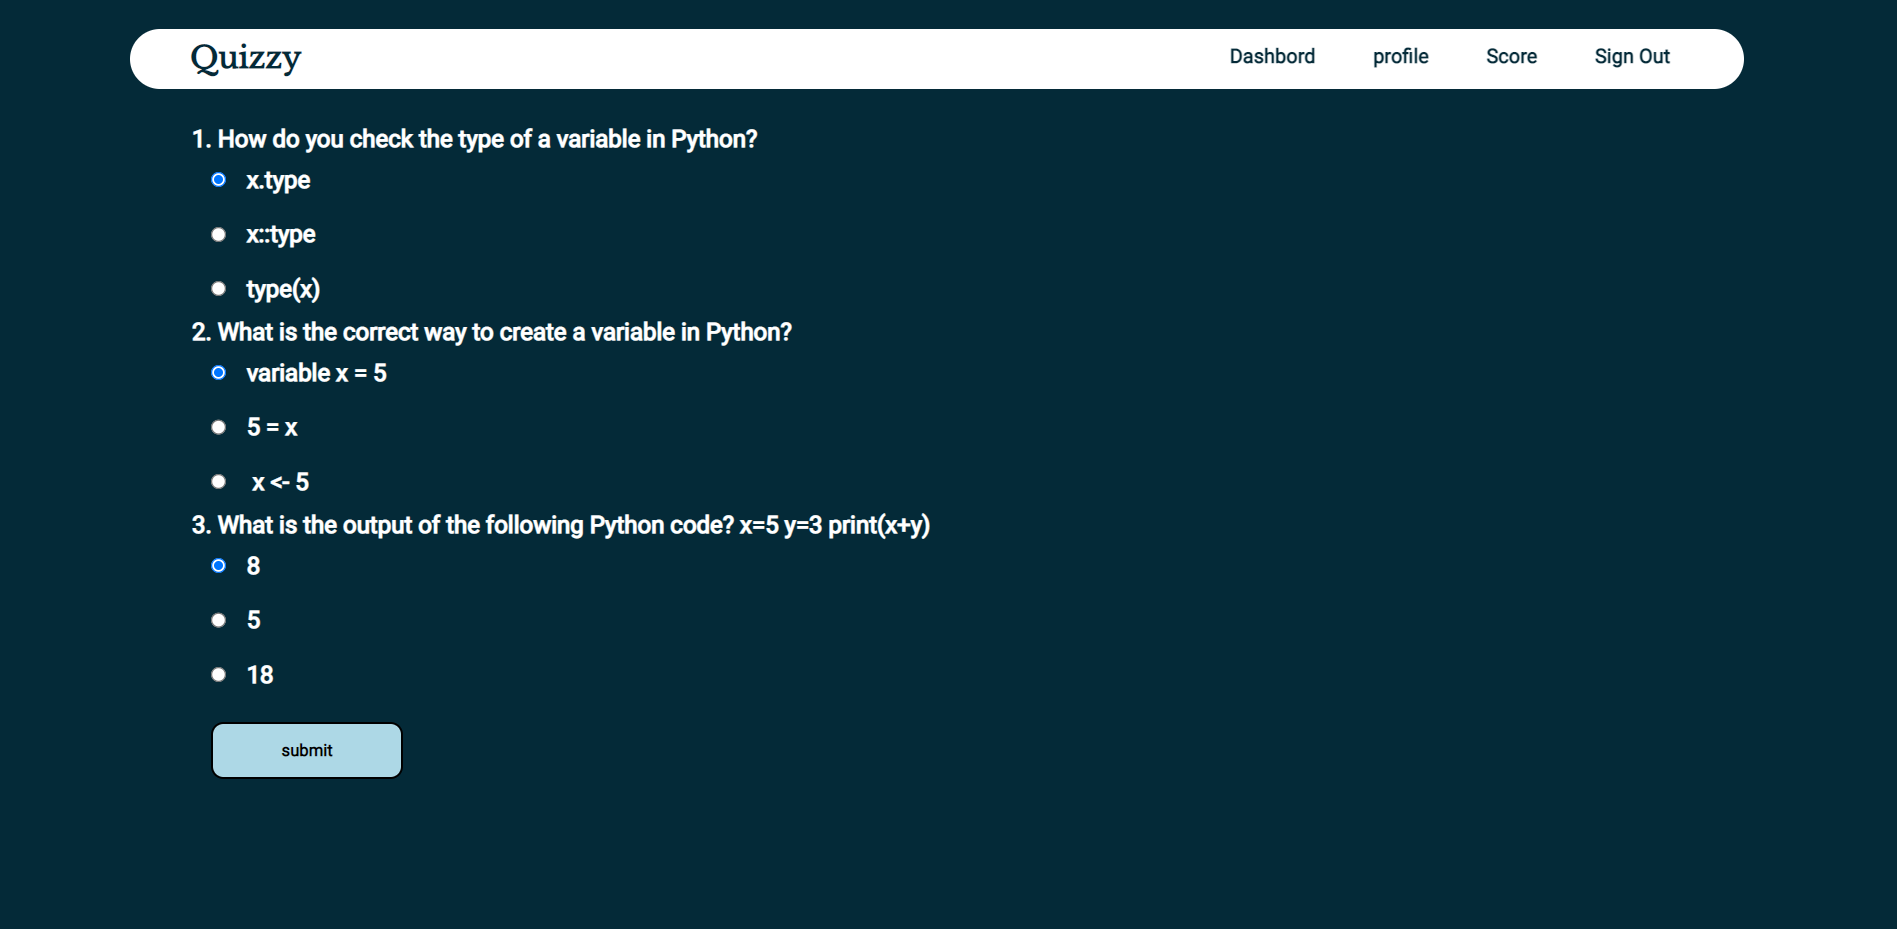 Quizzy
Dashbord profile Score Sign Out
1. How do you check the type of a variable in Python?
x.type
x::type
type(x)
2. What is the correct way to create a variable in Python?
variable x = 5
5 = x
x <- 5
3. What is the output of the following Python code? x=5 y=3 print(x+y)
8
5
18
submit